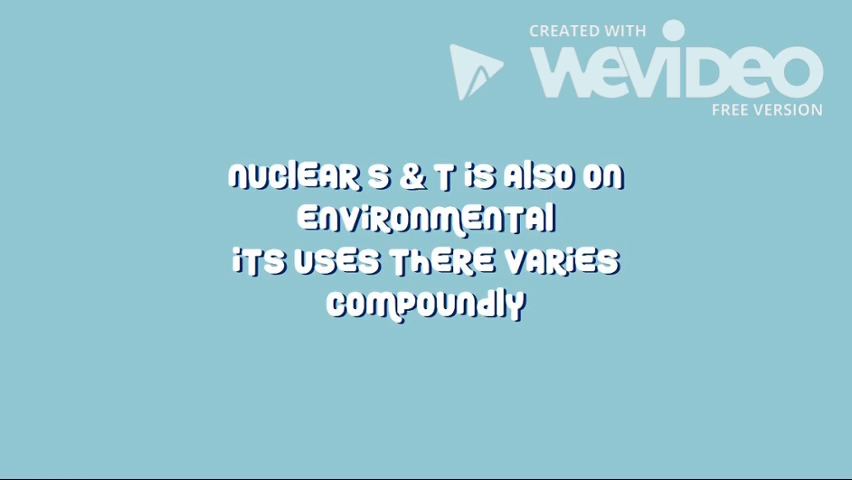 CREATED WITH
WEVIDEO
FREE VERSION
NUClEAR S & T iS AlSO ON
ENViRONMENTAl
iTS USES ThERE VARiES
COMPOUNdlY